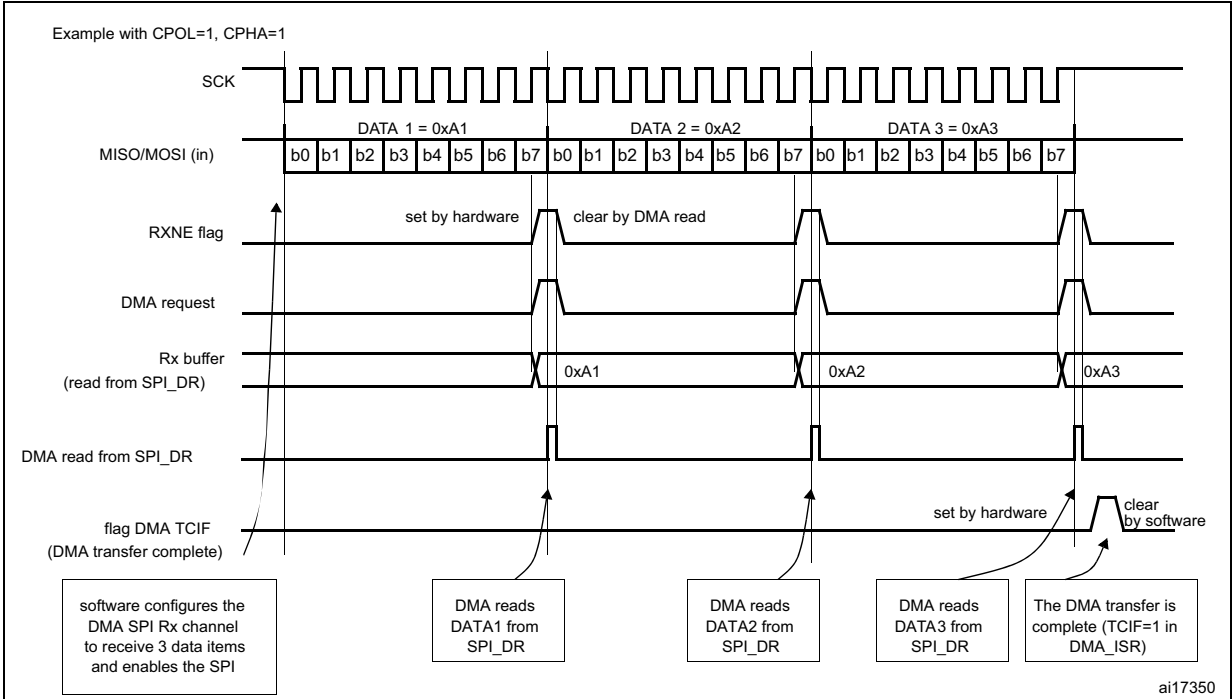 Example with CPOL=1, CPHA=1
SCK
DATA 1 = 0xA1
DATA 2 = 0xA2
DATA 3 = 0xA3
MISO/MOSI (in)
b0 b1 b2 b3 b4 b5 b6 b7 b0 b1 b2 b3 b4 b5 b6 b7 b0 b1 b2 b3 b4 b5 b6 b7
set by hardware
clear by DMA read
RXNE flag
DMA request
Rx buffer
(read from SPI_DR)
0xA1
0xA2
0xA3
DMA read from SPI_DR
flag DMA TCIF
(DMA transfer complete)
set by hardware
clear
by software
software configures the
DMA SPI Rx channel
to receive 3 data items
and enables the SPI
DMA reads
DATA1 from
SPI_DR
DMA reads
DATA2 from
SPI_DR
DMA reads
DATA3 from
SPI_DR
The DMA transfer is
complete (TCIF=1 in
DMA_ISR)
ai17350